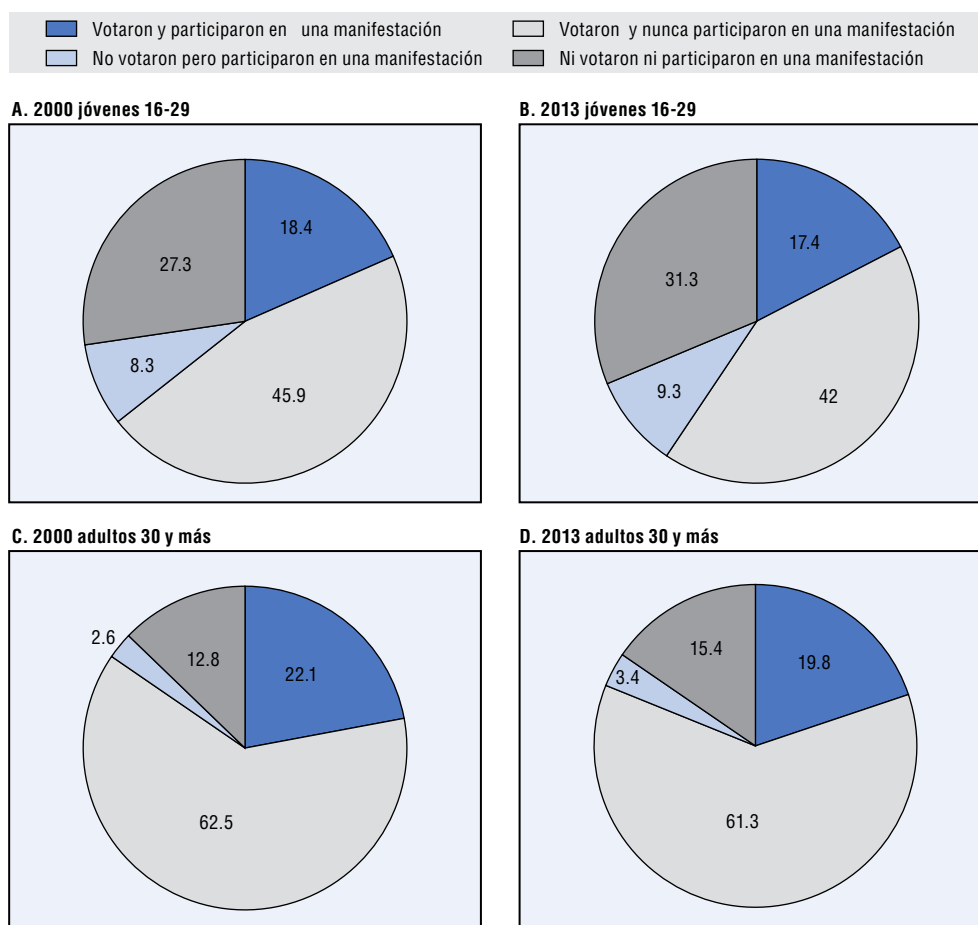 Votaron y participaron en una manifestación
Votaron y nunca participaron en una manifestación
No votaron pero participaron en una manifestación
Ni votaron ni participaron en una manifestación
A. 2000 jóvenes 16-29
18.4
27.3
8.3
45.9
B. 2013 jóvenes 16-29
17.4
31.3
9.3
42
C. 2000 adultos 30 y más
2.6
12.8
22.1
62.5
D. 2013 adultos 30 y más
15.4
19.8
3.4
61.3